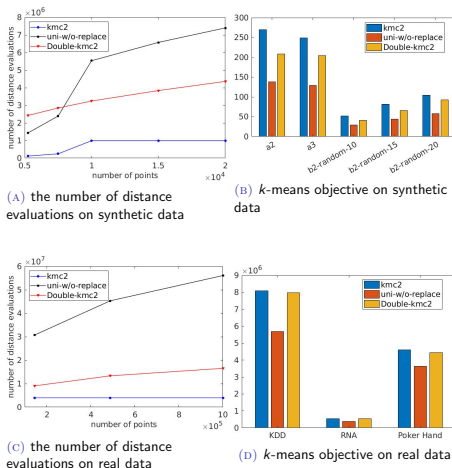 ×10⁶
8
7
6
5
4
3
2
1
0
number of distance evaluations
kmc2
uni-w/o-replace
Double-kmc2
0.5 1 1.5 2
number of points ×10⁴
(A) the number of distance
evaluations on synthetic data
300
250
200
150
100
50
0
kmc2
uni-w/o-replace
Double-kmc2
a2 a3 b2-random-10 b2-random-15 b2-random-20
(B) k-means objective on synthetic
data
×10⁷
6
5
4
3
2
1
0
number of distance evaluations
kmc2
uni-w/o-replace
Double-kmc2
2 4 6 8 10
number of points ×10⁵
(C) the number of distance
evaluations on real data
×10⁶
9
8
7
6
5
4
3
2
1
0
kmc2
uni-w/o-replace
Double-kmc2
KDD RNA Poker Hand
(D) k-means objective on real data